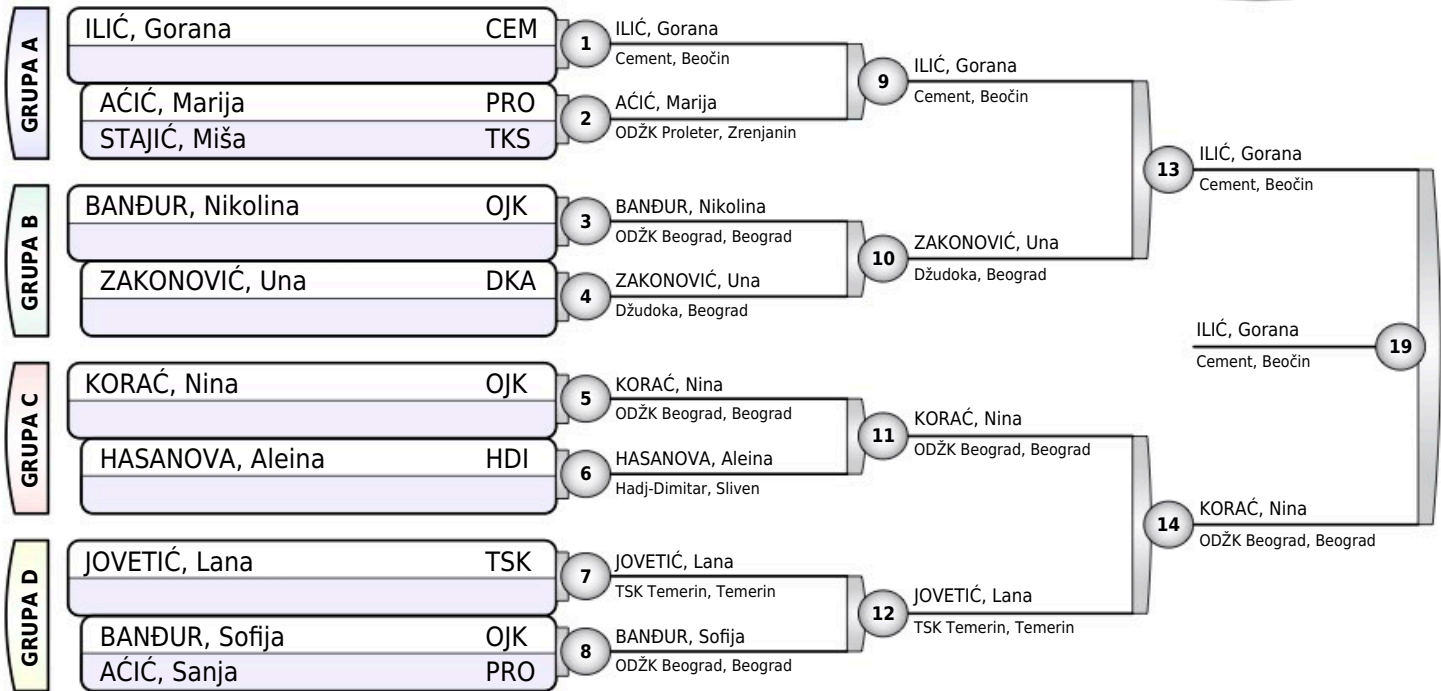 GRUPA A
ILIĆ, Gorana CEM
AĆIĆ, Marija PRO
STAJIĆ, Miša TKS
GRUPA B
BANĐUR, Nikolina OJK
ZAKONOVIĆ, Una DKA
GRUPA C
KORAĆ, Nina OJK
HASANOVA, Aleina HDI
GRUPA D
JOVETIĆ, Lana TSK
BANĐUR, Sofija OJK
AĆIĆ, Sanja PRO
1
ILIĆ, Gorana
Cement, Beočin
2
AĆIĆ, Marija
ODŽK Proleter, Zrenjanin
3
BANĐUR, Nikolina
ODŽK Beograd, Beograd
4
ZAKONOVIĆ, Una
Džudoka, Beograd
5
KORAĆ, Nina
ODŽK Beograd, Beograd
6
HASANOVA, Aleina
Hadj-Dimitar, Sliven
7
JOVETIĆ, Lana
TSK Temerin, Temerin
8
BANĐUR, Sofija
ODŽK Beograd, Beograd
9
ILIĆ, Gorana
Cement, Beočin
10
ZAKONOVIĆ, Una
Džudoka, Beograd
11
KORAĆ, Nina
ODŽK Beograd, Beograd
12
JOVETIĆ, Lana
TSK Temerin, Temerin
13
ILIĆ, Gorana
Cement, Beočin
14
KORAĆ, Nina
ODŽK Beograd, Beograd
ILIĆ, Gorana
Cement, Beočin
19